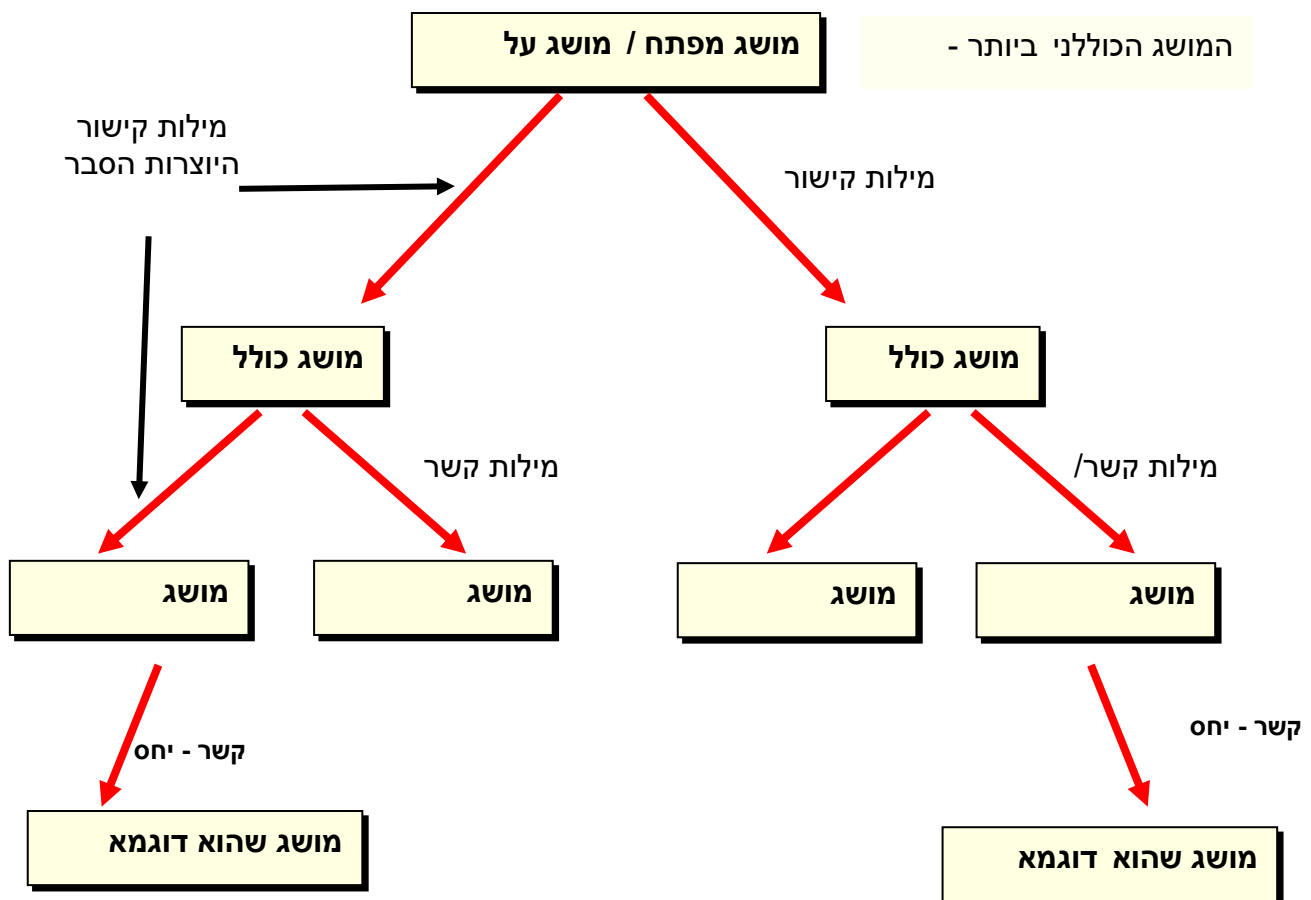 המושג הכוללני ביותר -
מושג מפתח / מושג על
מילות קישור
היוצרות הסבר
מילות קישור
מושג כולל
מושג כולל
מילות קשר/
מילות קשר
מושג
מושג
מושג
מושג
קשר - יחס
קשר - יחס
מושג שהוא דוגמא
מושג שהוא דוגמא